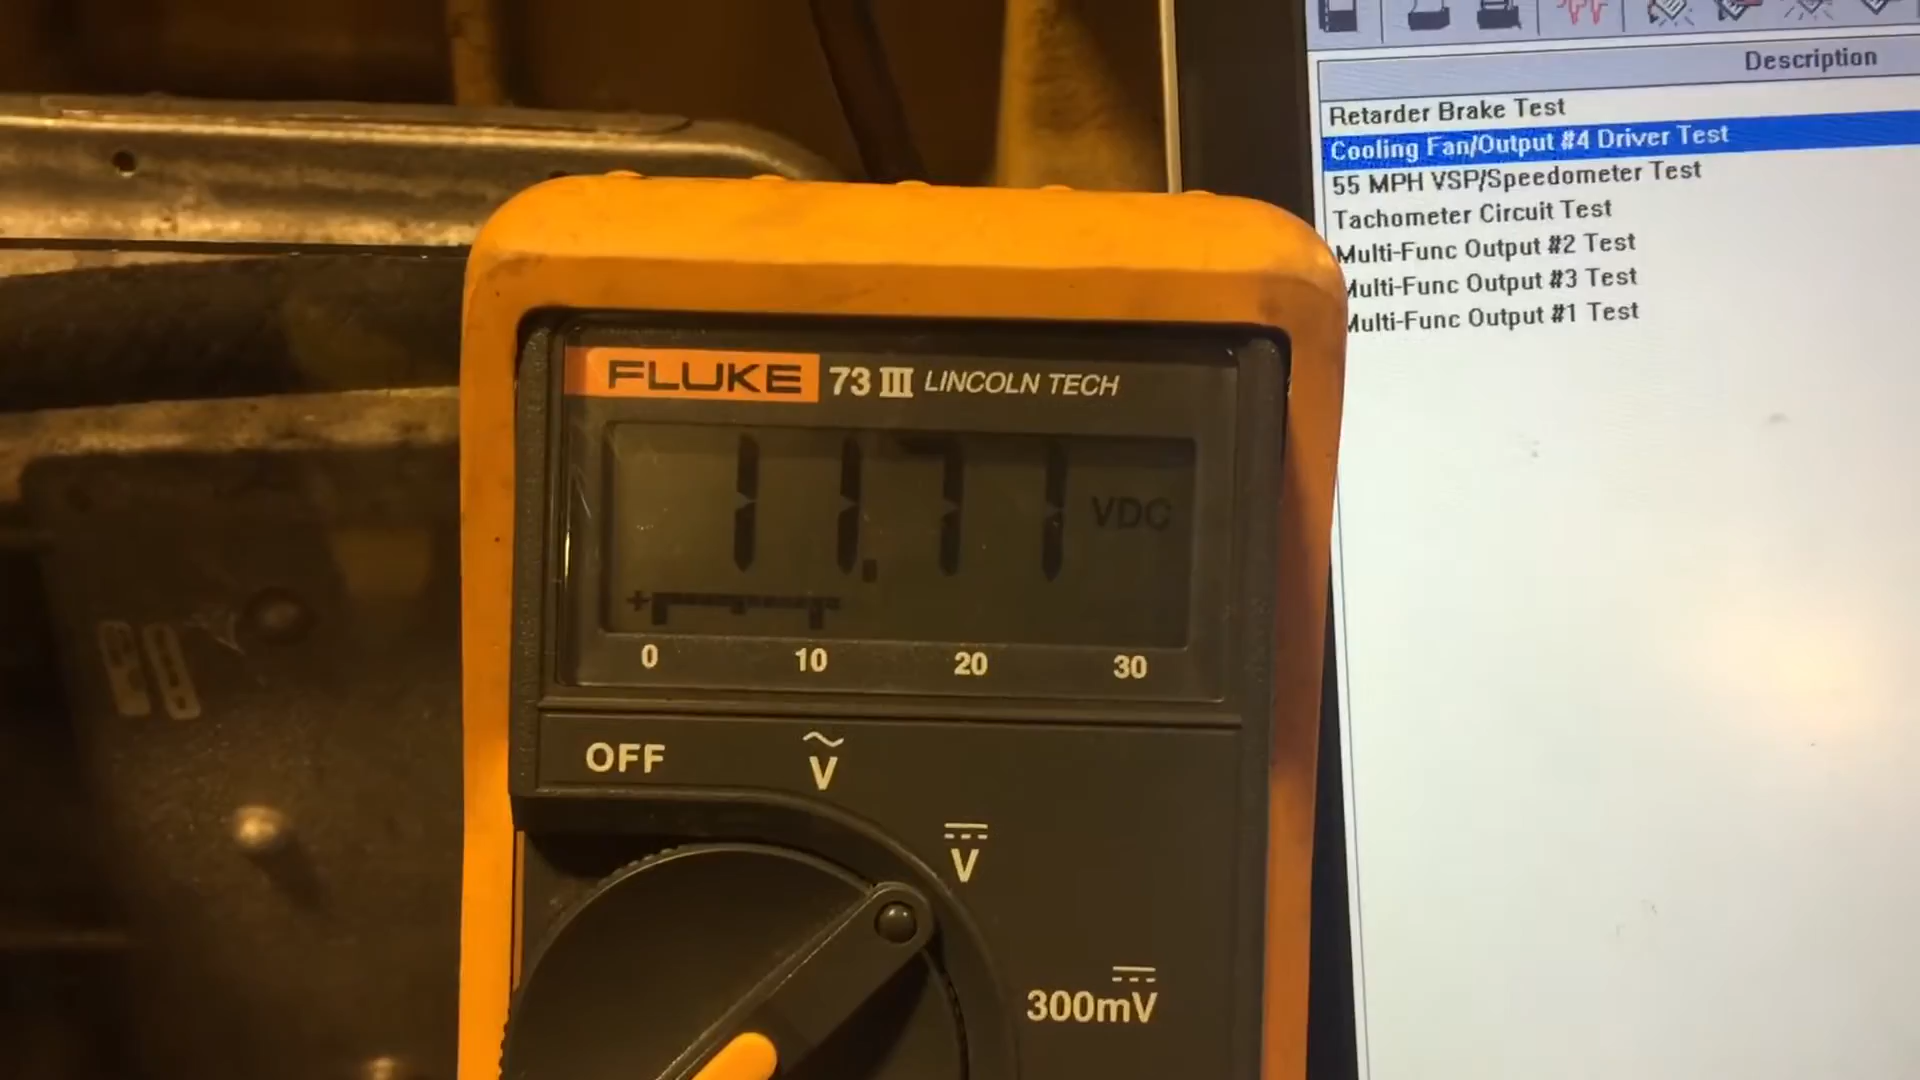 Description
Retarder Brake Test
Cooling Fan/Output #4 Driver Test
55 MPH VSP/Speedometer Test
Tachometer Circuit Test
Multi-Func Output #2 Test
Multi-Func Output #3 Test
Multi-Func Output #1 Test
FLUKE 73 III LINCOLN TECH
11.71 VDC
+
0 10 20 30
OFF V
V
300mV